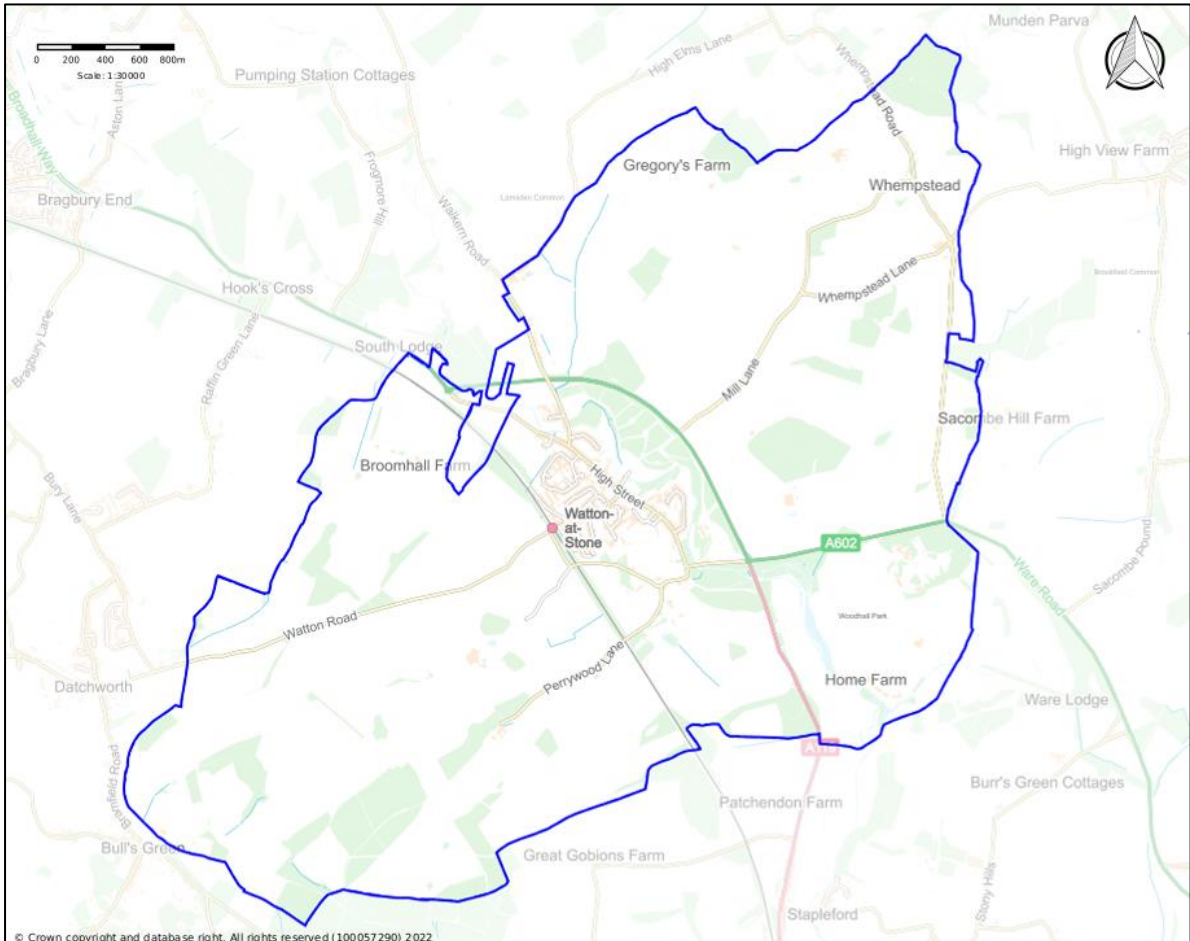 Munden Parva
0 200 400 600 800m
Scale: 1:30000
High Elms Lane
Whempstead Road
Pumping Station Cottages
Aston Lane
Broadhall Way
Frogmore Hill
High View Farm
Gregory's Farm
Whempstead
Bragbury End
Lamsden Common
Walkern Road
Hook's Cross
Whempstead Lane
Brookfield Common
Bragbury Lane
Raffin Green Lane
South Lodge
Mill Lane
Sacombe Hill Farm
Broomhall Farm
High Street
Bury Lane
Watton-
at-
Stone
A602
Ware Road
Sacombe Pound
Woodhall Park
Watton Road
Perrywood Lane
Home Farm
Datchworth
Ware Lodge
Bramfield Road
A119
Burr's Green Cottages
Patchendon Farm
Bull's Green
Great Gobions Farm
Stony Hills
Stapleford
© Crown copyright and database right. All rights reserved (100057290) 2022